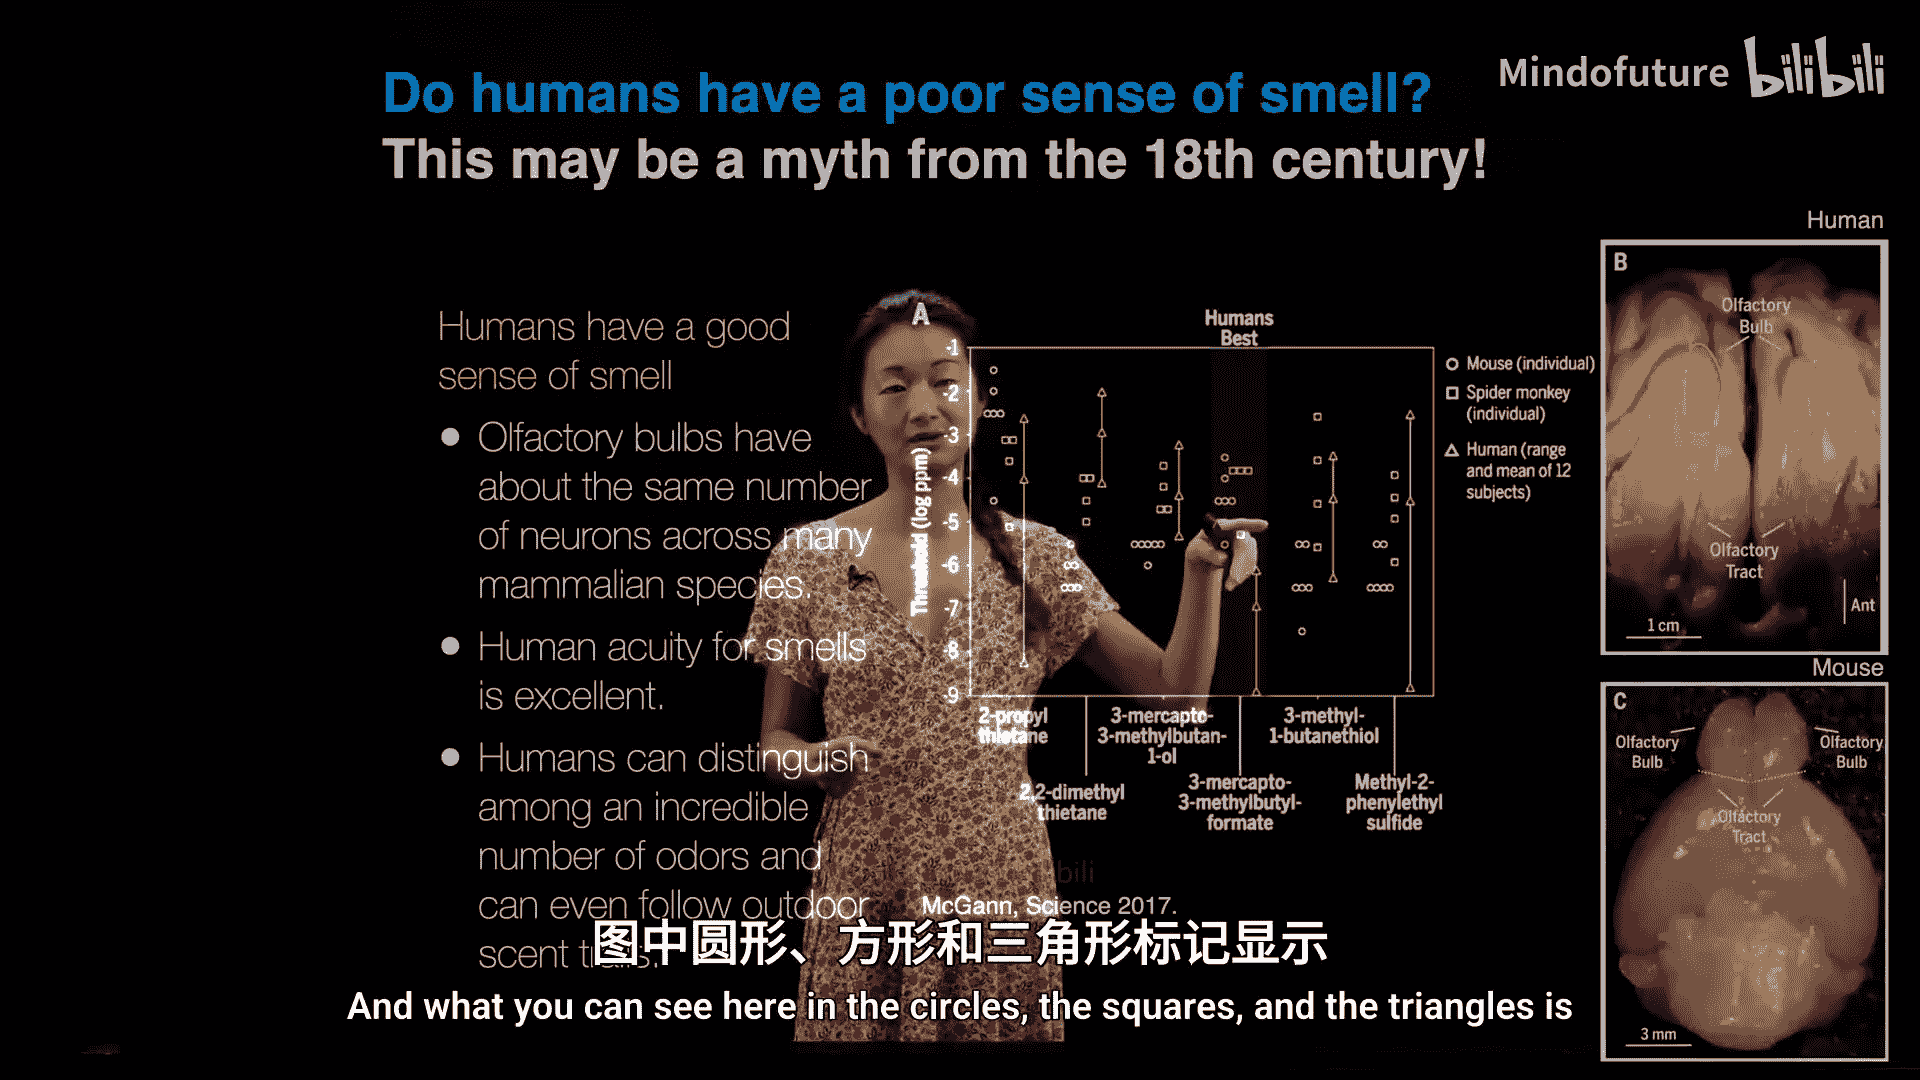 Mindofuture bilibili
Do humans have a poor sense of smell?
This may be a myth from the 18th century!
Humans have a good
sense of smell
● Olfactory bulbs have
about the same number
of neurons across many
mammalian species.
● Human acuity for smells
is excellent.
● Humans can distinguish
among an incredible
number of odors and
can even follow outdoor
scent trails.
A
Humans
Best
Threshold (log ppm)
-1
-2
-3
-4
-5
-6
-7
-8
-9
2-propyl
thietane
2,2-dimethyl
thietane
3-mercapto-
3-methylbutan-
1-ol
3-mercapto-
3-methylbutyl-
formate
3-methyl-
1-butanethiol
Methyl-2-
phenylethyl
sulfide
Mouse (individual)
Spider monkey
(individual)
Human (range
and mean of 12
subjects)
McGann, Science 2017.
Human
B
Olfactory
Bulb
Olfactory
Tract
Ant
1 cm
Mouse
C
Olfactory
Bulb
Olfactory
Bulb
Olfactory
Tract
3 mm
图中圆形、方形和三角形标记显示
And what you can see here in the circles, the squares, and the triangles is